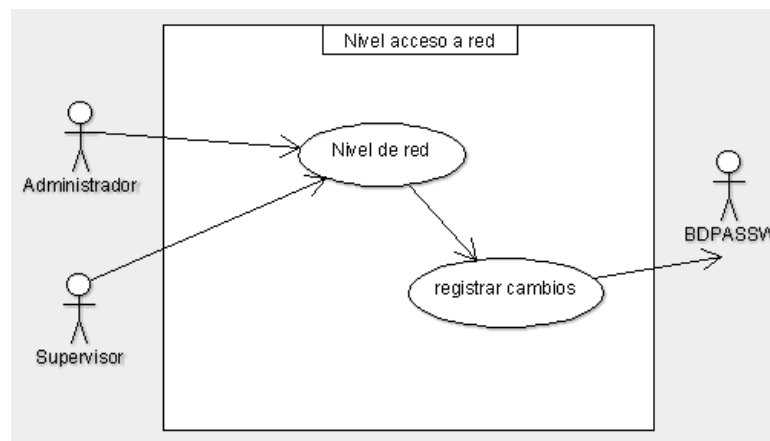 Nivel acceso a red
Nivel de red
Administrador
BDPASSW
registrar cambios
Supervisor